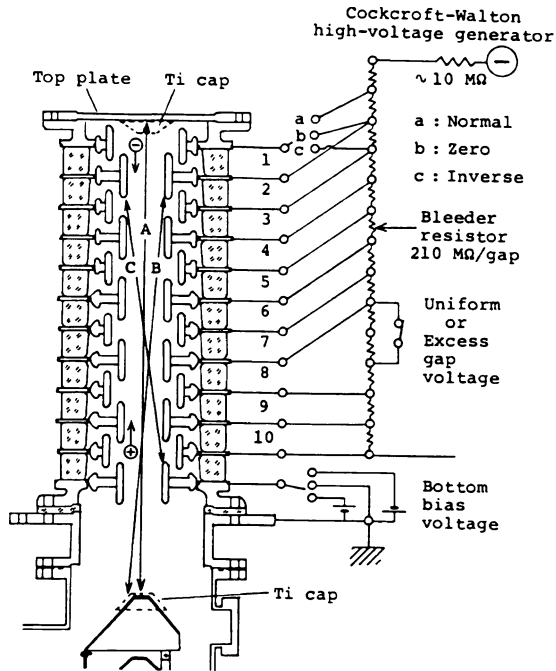 Cockcroft-Walton
high-voltage generator
Top plate
Ti cap
~10 MΩ
a
b
c
a : Normal
b : Zero
c : Inverse
1
2
3
4
5
6
7
8
9
10
A
B
C
Bleeder
resistor
210 MΩ/gap
Uniform
or
Excess
gap
voltage
Bottom
bias
voltage
Ti cap